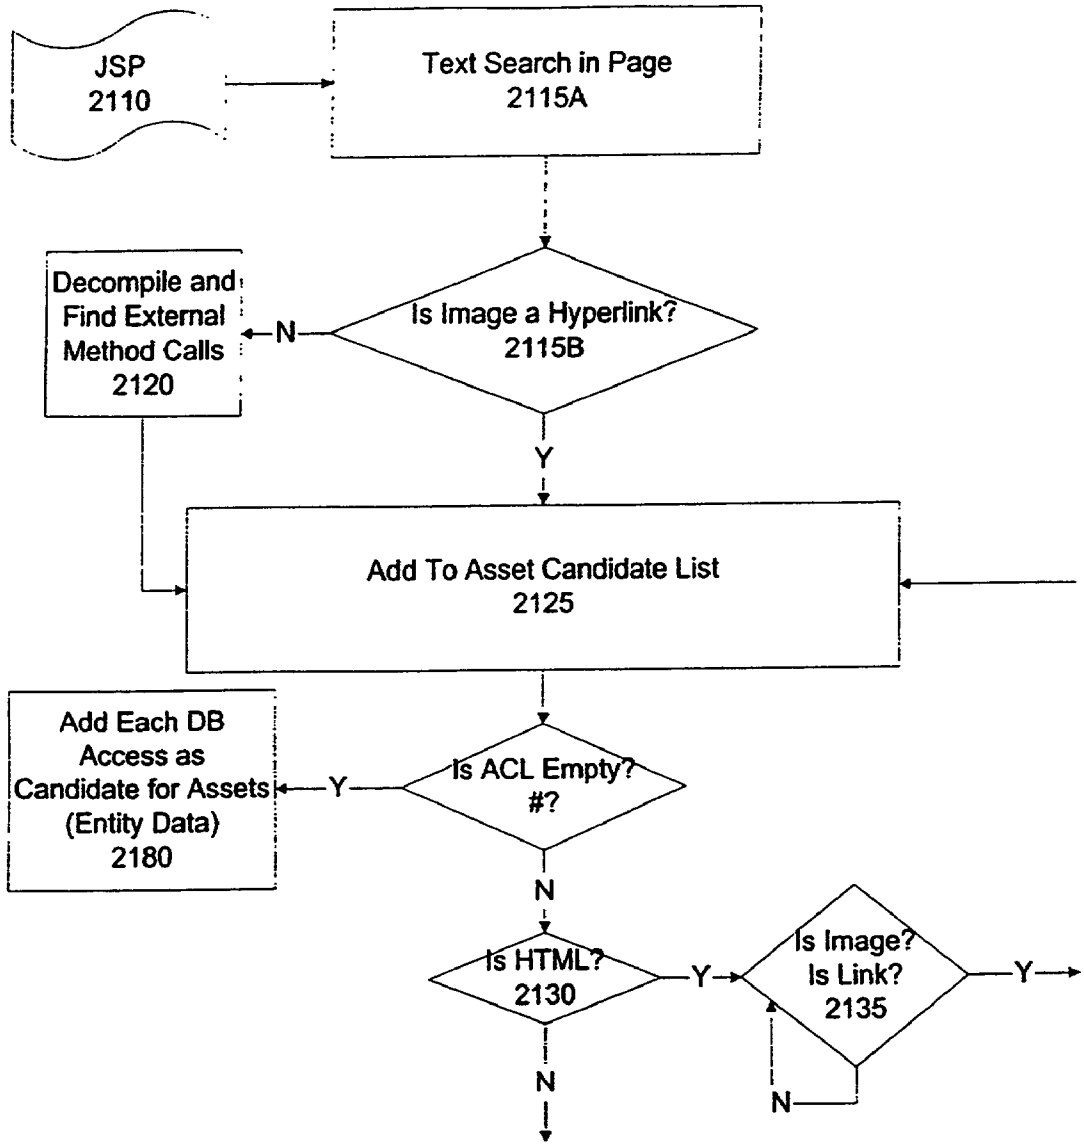 JSP
2110
Text Search in Page
2115A
Decompile and
Find External
Method Calls
2120
N
Is Image a Hyperlink?
2115B
Y
Add To Asset Candidate List
2125
Add Each DB
Access as
Candidate for Assets
(Entity Data)
2180
Y
Is ACL Empty?
#?
N
Is HTML?
2130
Y
Is Image?
Is Link?
2135
Y
N
N